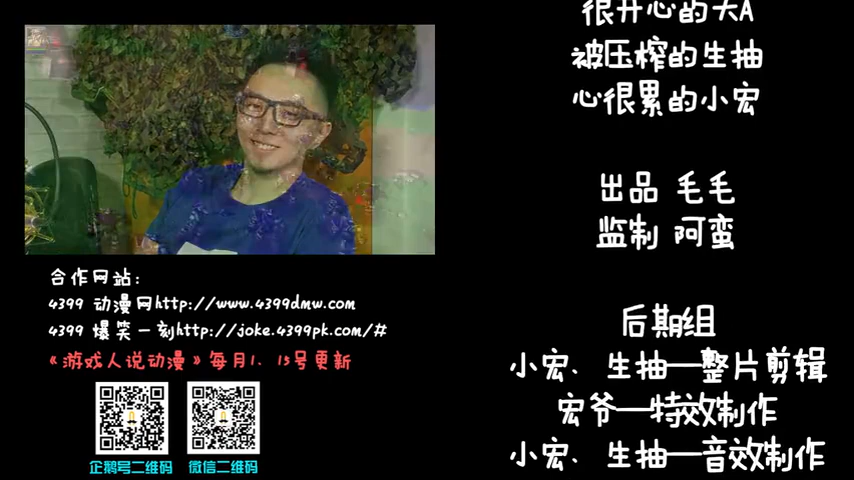 很开心的大A
被压榨的生抽
心很累的小宏
出品 毛毛
监制 阿蛮
后期组
小宏、生抽——整片剪辑
宏爷——特效制作
小宏、生抽——音效制作
合作网站：
4399 动漫网http://www.4399dmw.com
4399 爆笑一刻http://joke.4399pk.com/#
《游戏人说动漫》每月1、15号更新
企鹅号二维码
微信二维码